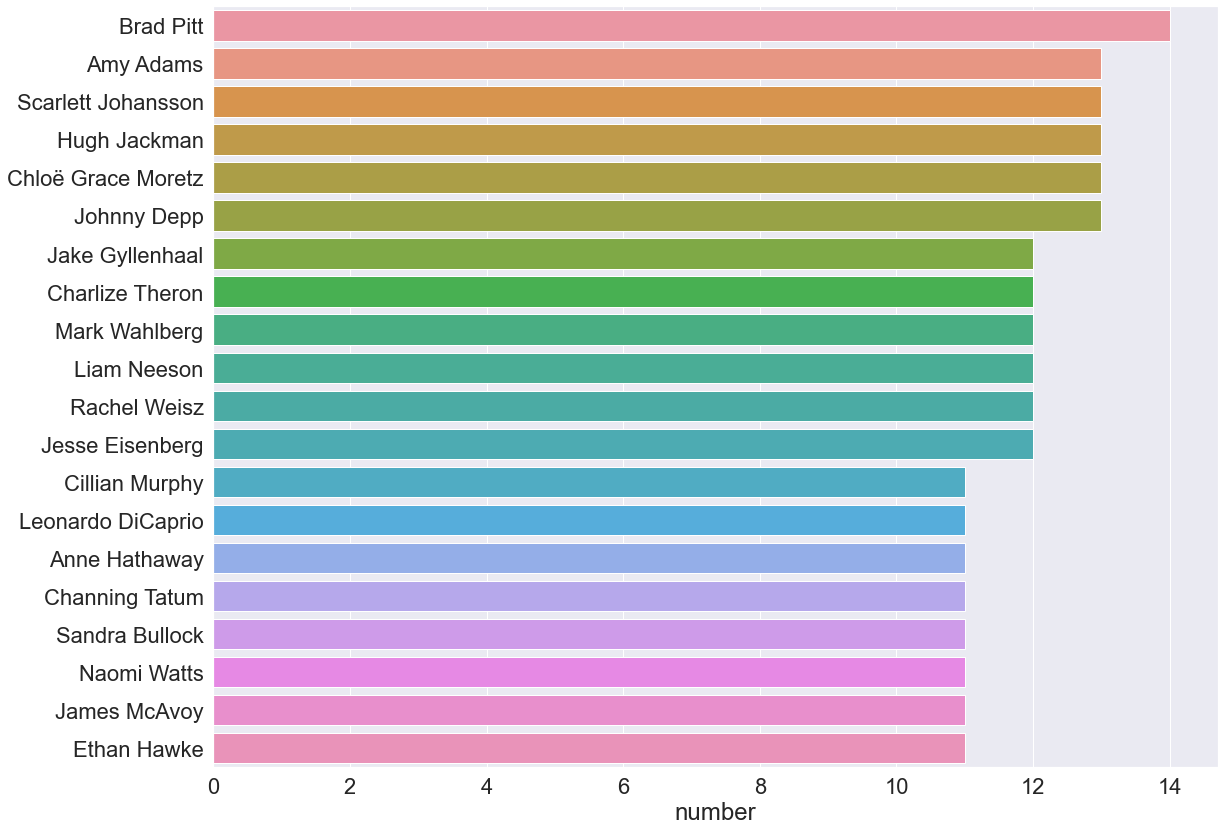 Brad Pitt
Amy Adams
Scarlett Johansson
Hugh Jackman
Chloë Grace Moretz
Johnny Depp
Jake Gyllenhaal
Charlize Theron
Mark Wahlberg
Liam Neeson
Rachel Weisz
Jesse Eisenberg
Cillian Murphy
Leonardo DiCaprio
Anne Hathaway
Channing Tatum
Sandra Bullock
Naomi Watts
James McAvoy
Ethan Hawke
0 2 4 6 8 10 12 14
number